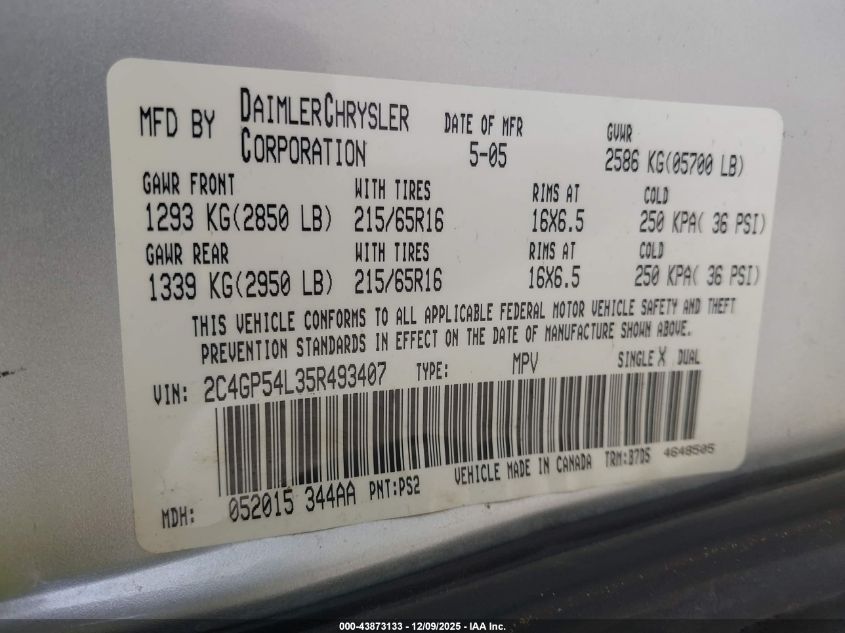 MFD BY DAIMLERCHRYSLER CORPORATION DATE OF MFR 5-05 GVWR 2586 KG(05700 LB)
GAWR FRONT WITH TIRES RIMS AT COLD
1293 KG(2850 LB) 215/65R16 16X6.5 250 KPA( 36 PSI)
GAWR REAR WITH TIRES RIMS AT COLD
1339 KG(2950 LB) 215/65R16 16X6.5 250 KPA( 36 PSI)
THIS VEHICLE CONFORMS TO ALL APPLICABLE FEDERAL MOTOR VEHICLE SAFETY AND THEFT
PREVENTION STANDARDS IN EFFECT ON THE DATE OF MANUFACTURE SHOWN ABOVE.
VIN: 2C4GP54L35R493407 TYPE: MPV SINGLE X DUAL
MDH: 052015 344AA PNT:PS2 VEHICLE MADE IN CANADA TRM:B7D5 4648505
000-43873133 - 12/09/2025 - IAA Inc.